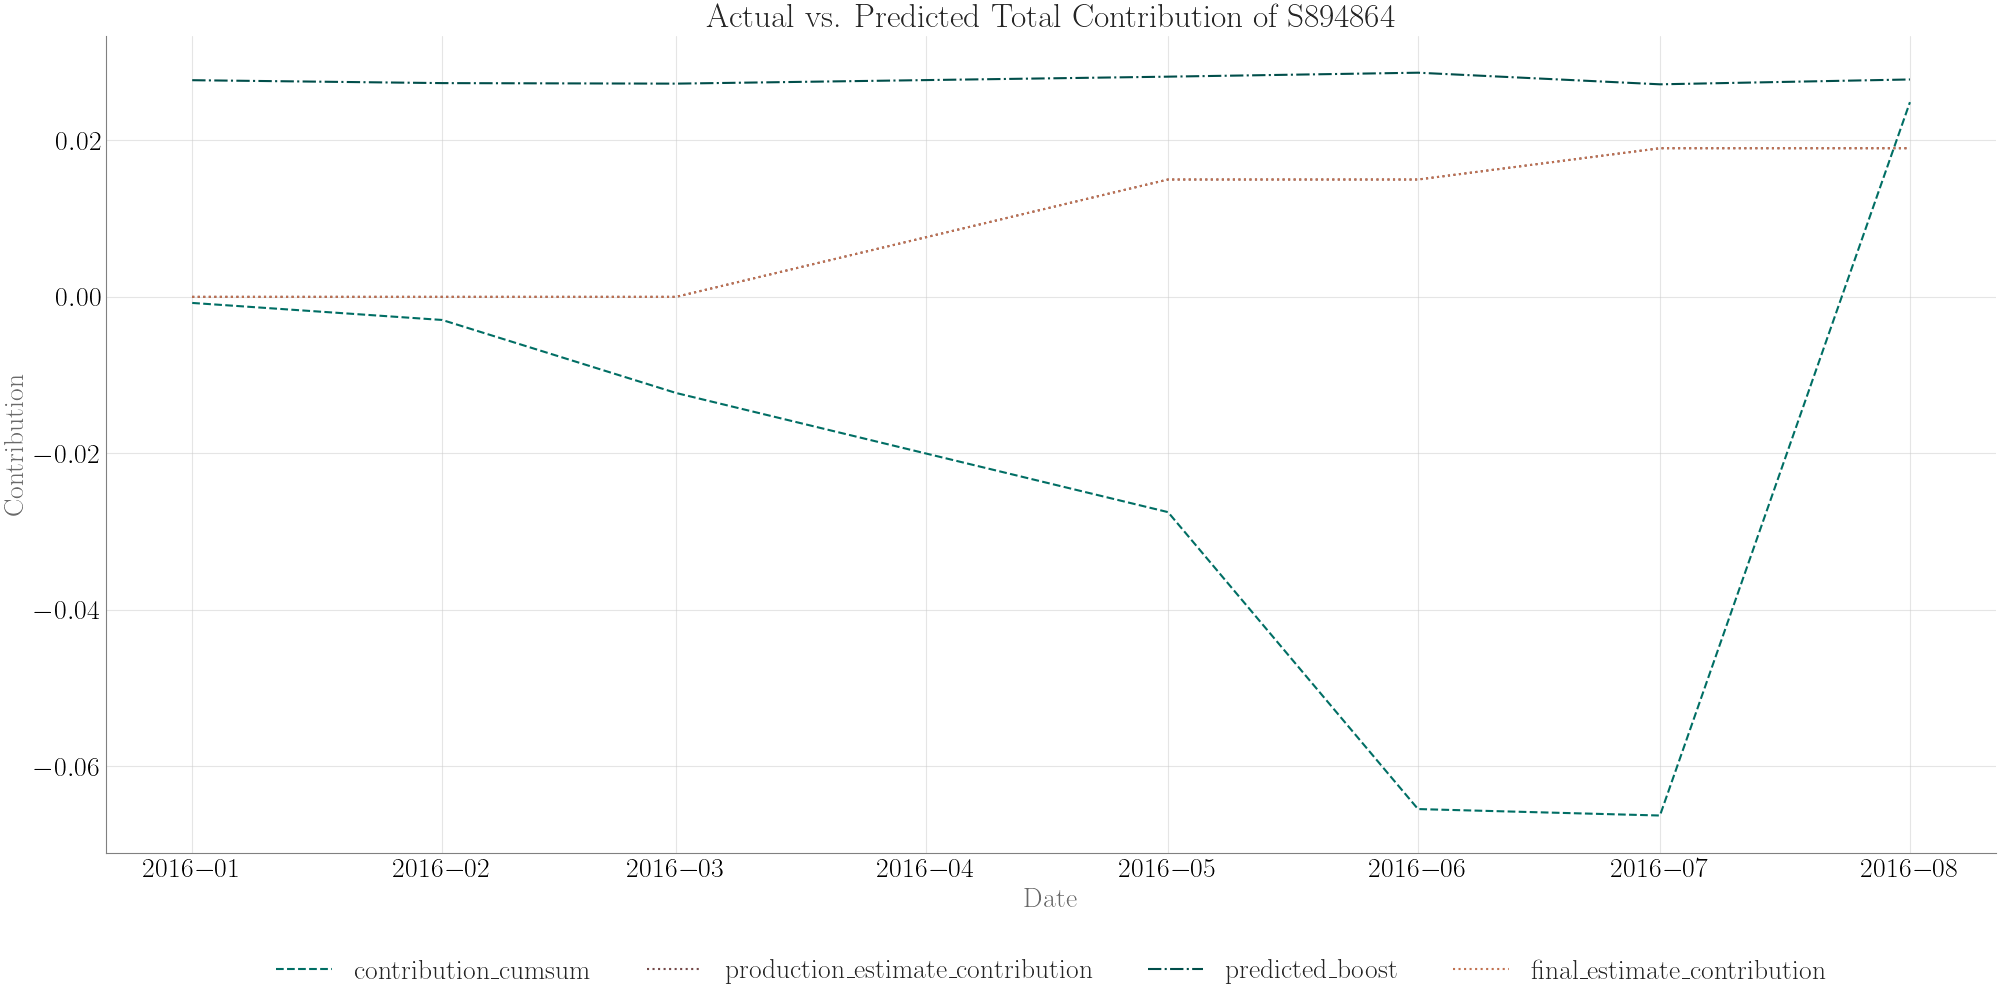 Actual vs. Predicted Total Contribution of S894864
0.02
0.00
−0.02
−0.04
−0.06
Contribution
2016−01 2016−02 2016−03 2016−04 2016−05 2016−06 2016−07 2016−08
Date
contribution_cumsum production_estimate_contribution predicted_boost final_estimate_contribution